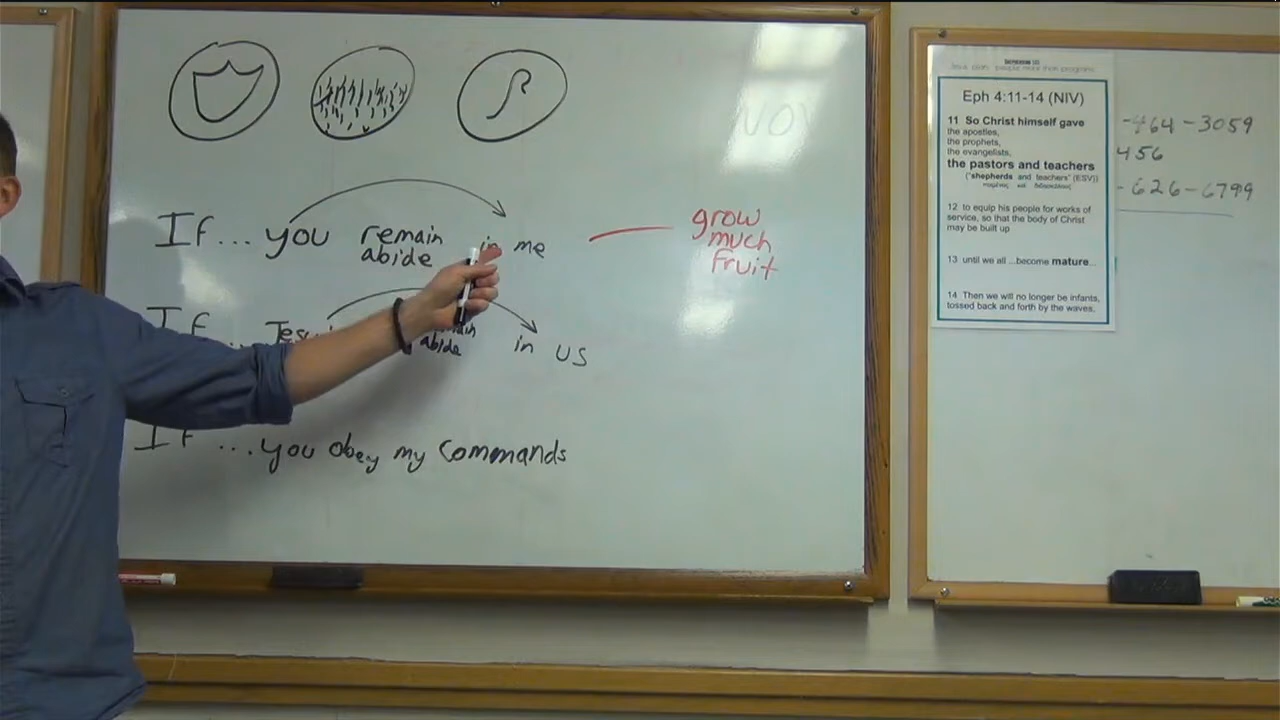 If... you remain in me
abide
grow
much
fruit
If... in us
abide
If ...you obey my commands
Eph 4:11-14 (NIV)
11 So Christ himself gave
the apostles,
the prophets,
the evangelists,
the pastors and teachers
("shepherds and teachers" (ESV))
12 to equip his people for works of
service, so that the body of Christ
may be built up
13 until we all ...become mature...
14 Then we will no longer be infants,
tossed back and forth by the waves,
-464-3059
456
-626-6799